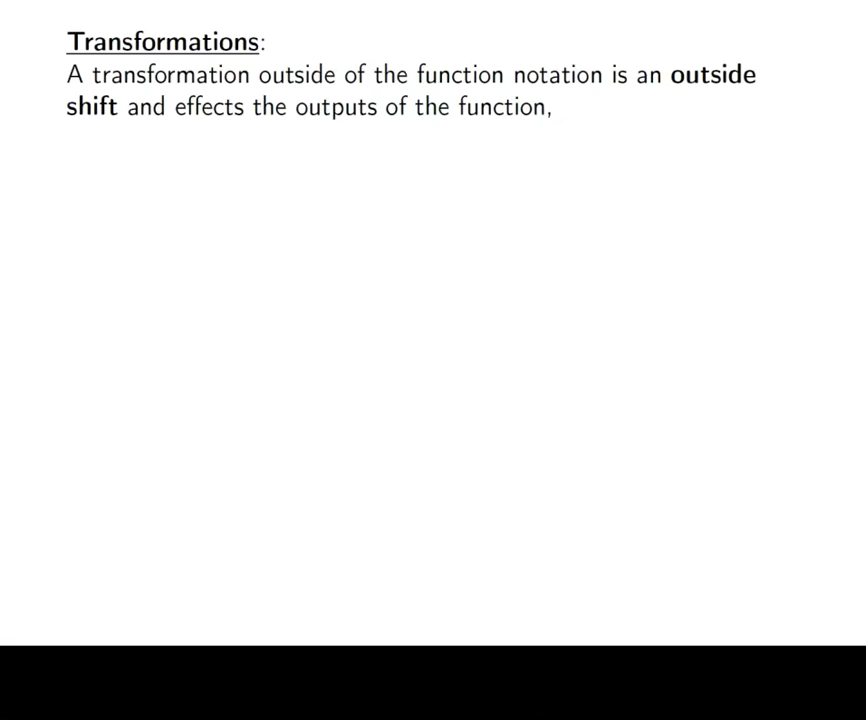 Transformations:
A transformation outside of the function notation is an outside
shift and effects the outputs of the function,